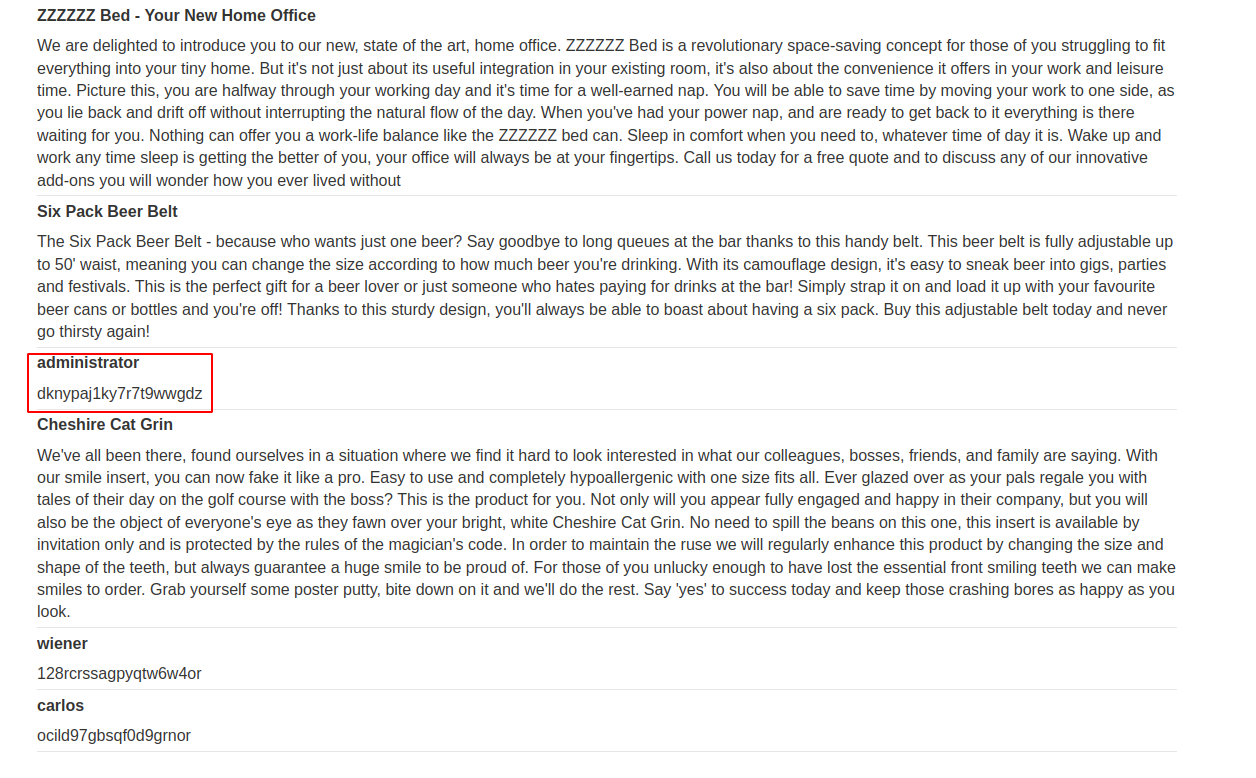 ZZZZZZ Bed - Your New Home Office
We are delighted to introduce you to our new, state of the art, home office. ZZZZZZ Bed is a revolutionary space-saving concept for those of you struggling to fit
everything into your tiny home. But it's not just about its useful integration in your existing room, it's also about the convenience it offers in your work and leisure
time. Picture this, you are halfway through your working day and it's time for a well-earned nap. You will be able to save time by moving your work to one side, as
you lie back and drift off without interrupting the natural flow of the day. When you've had your power nap, and are ready to get back to it everything is there
waiting for you. Nothing can offer you a work-life balance like the ZZZZZZ bed can. Sleep in comfort when you need to, whatever time of day it is. Wake up and
work any time sleep is getting the better of you, your office will always be at your fingertips. Call us today for a free quote and to discuss any of our innovative
add-ons you will wonder how you ever lived without
Six Pack Beer Belt
The Six Pack Beer Belt - because who wants just one beer? Say goodbye to long queues at the bar thanks to this handy belt. This beer belt is fully adjustable up
to 50' waist, meaning you can change the size according to how much beer you're drinking. With its camouflage design, it's easy to sneak beer into gigs, parties
and festivals. This is the perfect gift for a beer lover or just someone who hates paying for drinks at the bar! Simply strap it on and load it up with your favourite
beer cans or bottles and you're off! Thanks to this sturdy design, you'll always be able to boast about having a six pack. Buy this adjustable belt today and never
go thirsty again!
administrator
dknypaj1ky7r7t9wwgdz
Cheshire Cat Grin
We've all been there, found ourselves in a situation where we find it hard to look interested in what our colleagues, bosses, friends, and family are saying. With
our smile insert, you can now fake it like a pro. Easy to use and completely hypoallergenic with one size fits all. Ever glazed over as your pals regale you with
tales of their day on the golf course with the boss? This is the product for you. Not only will you appear fully engaged and happy in their company, but you will
also be the object of everyone's eye as they fawn over your bright, white Cheshire Cat Grin. No need to spill the beans on this one, this insert is available by
invitation only and is protected by the rules of the magician's code. In order to maintain the ruse we will regularly enhance this product by changing the size and
shape of the teeth, but always guarantee a huge smile to be proud of. For those of you unlucky enough to have lost the essential front smiling teeth we can make
smiles to order. Grab yourself some poster putty, bite down on it and we'll do the rest. Say 'yes' to success today and keep those crashing bores as happy as you
look.
wiener
128rcrssagpyqtw6w4or
carlos
ocild97gbsqf0d9grnor